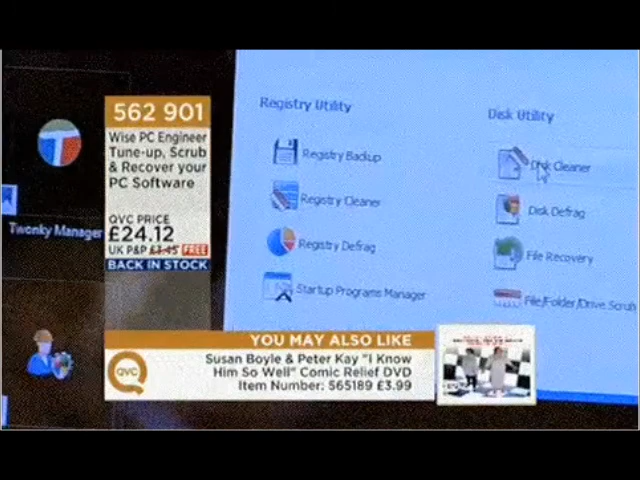 562 901
Wise PC Engineer
Tune-up, Scrub
& Recover your
PC Software
QVC PRICE
£24.12
UK P&P £3.45 FREE
BACK IN STOCK
Twonky Manager
Registry Utility
Registry Backup
Registry Cleaner
Registry Defrag
Startup Programs Manager
Disk Utility
Disk Cleaner
Disk Defrag
File Recovery
File/Folder/Drive Scrub
YOU MAY ALSO LIKE
QVC
Susan Boyle & Peter Kay "I Know
Him So Well" Comic Relief DVD
Item Number: 565189 £3.99